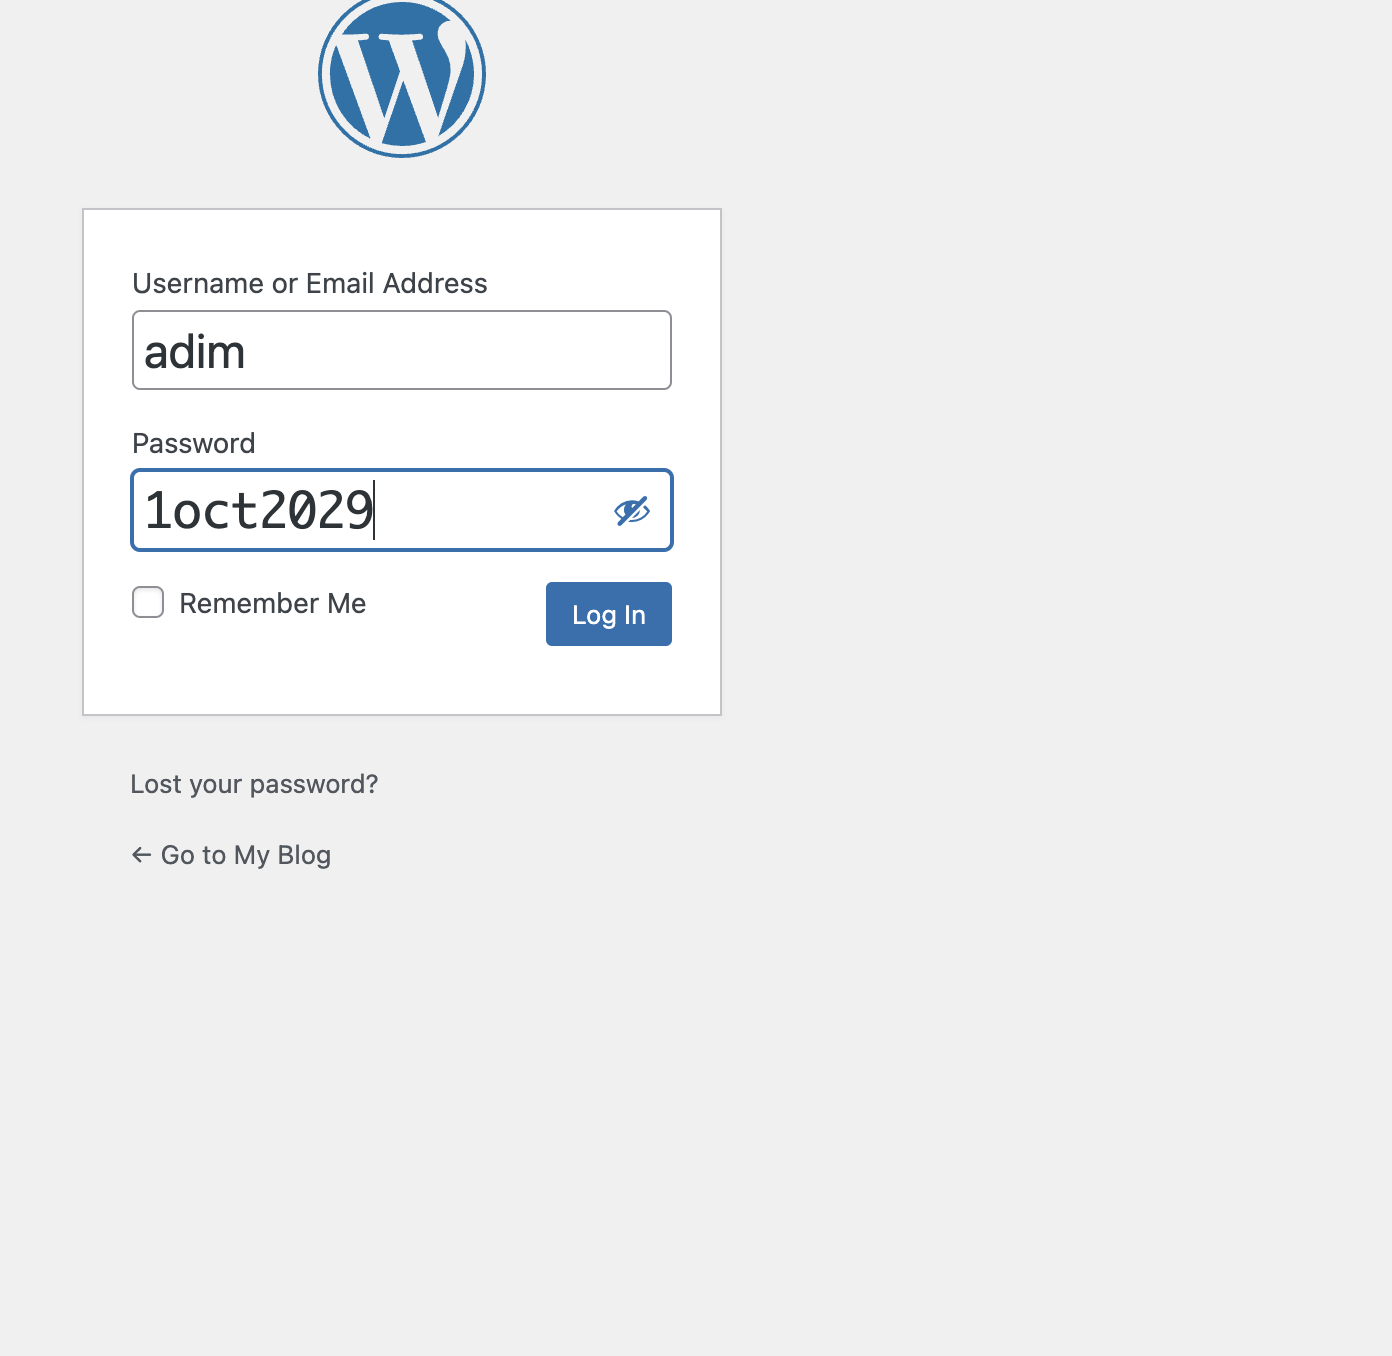 Username or Email Address
adim
Password
1oct2029
Remember Me
Log In
Lost your password?
← Go to My Blog